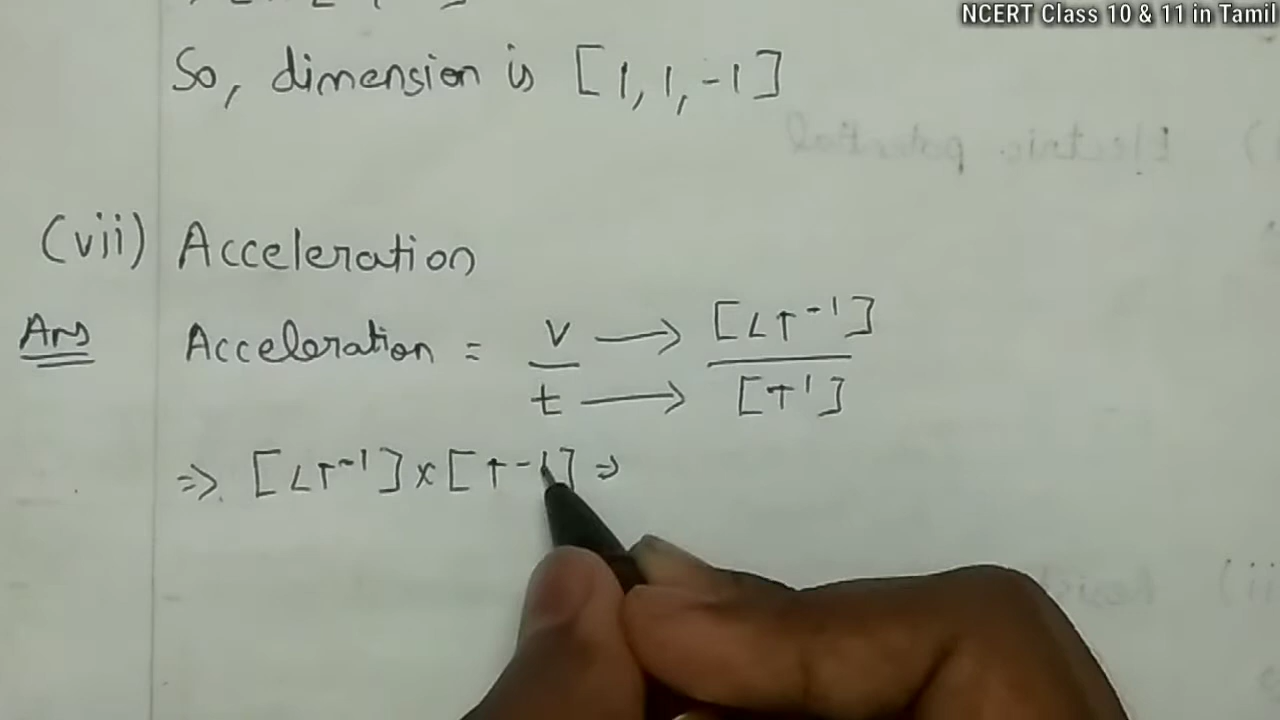 NCERT Class 10 & 11 in Tamil
So, dimension is [1, 1, -1]
(vii) Acceleration
Ans Acceleration = v/t → [LT⁻¹] / → [T¹]
⇒ [LT⁻¹] × [T⁻¹] ⇒